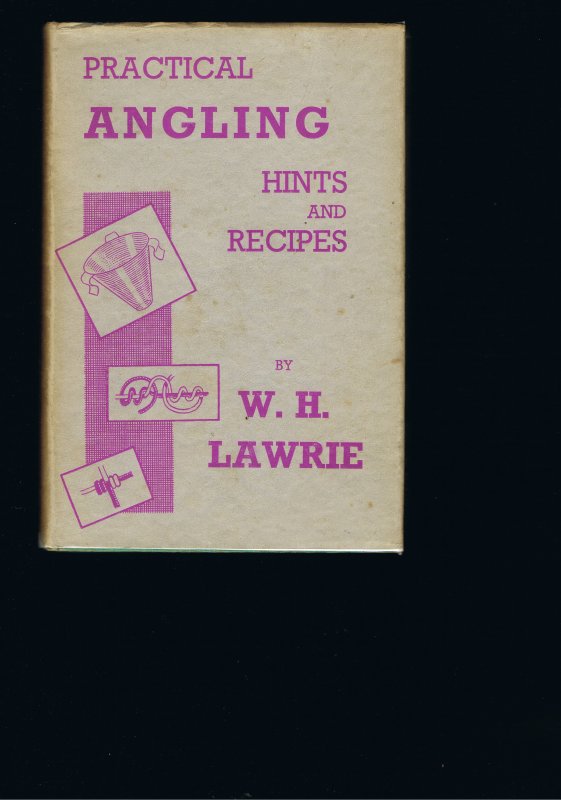 PRACTICAL
ANGLING
HINTS
AND
RECIPES
BY
W. H.
LAWRIE